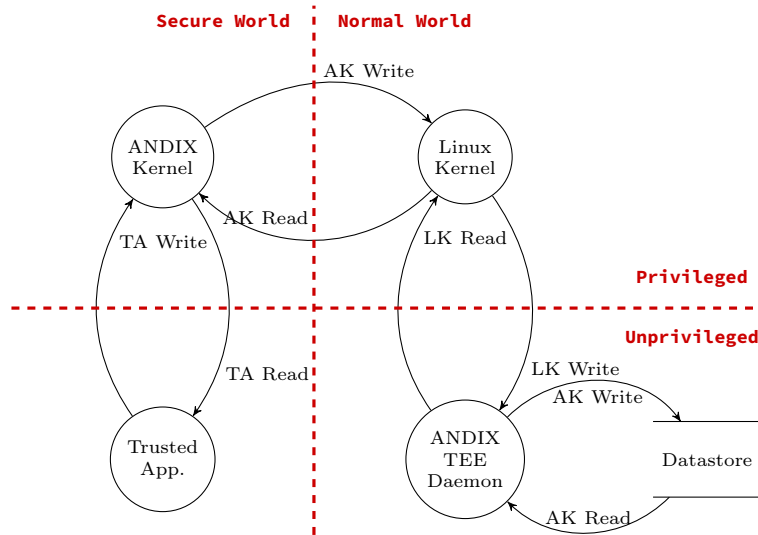 Secure World
Normal World
AK Write
ANDIX
Kernel
Linux
Kernel
AK Read
TA Write
LK Read
Privileged
Unprivileged
TA Read
LK Write
AK Write
Trusted
App.
ANDIX
TEE
Daemon
Datastore
AK Read